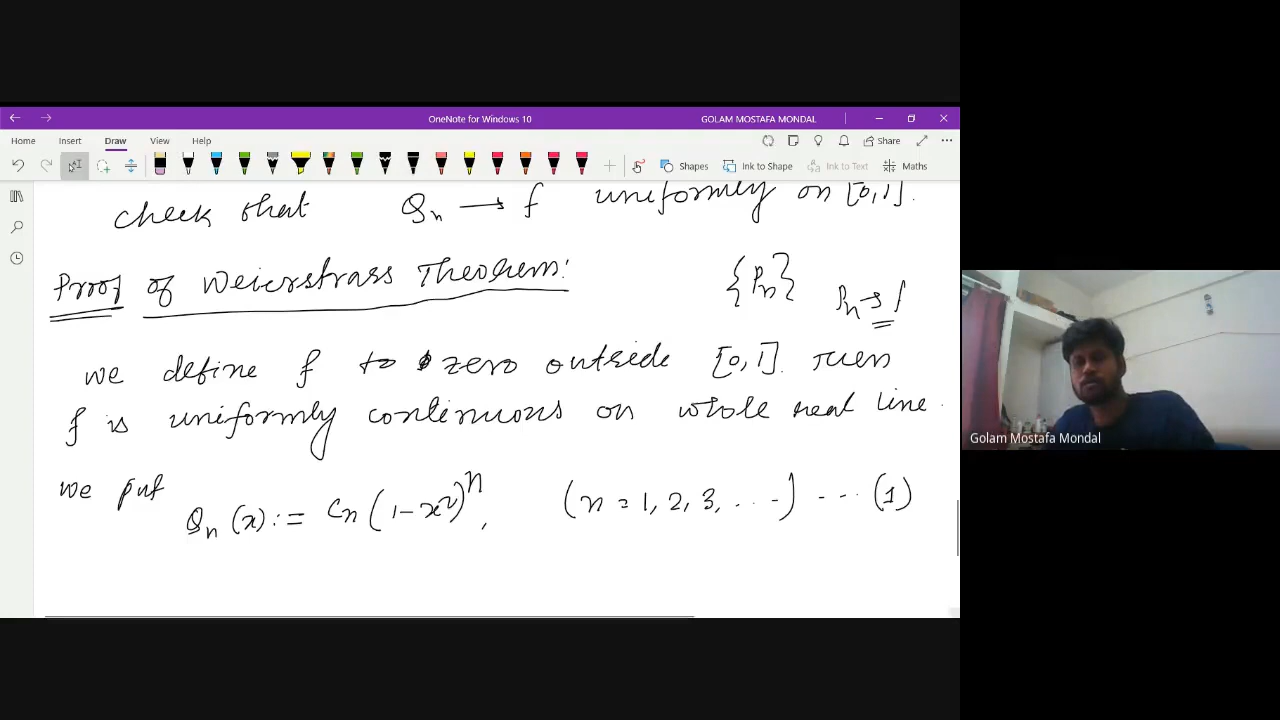 OneNote for Windows 10
GOLAM MOSTAFA MONDAL
Home Insert Draw View Help
Share
Shapes Ink to Shape Ink to Text Maths
check that Qn → f uniformly on [0,1].
Proof of Weierstrass Theorem:
{Pn}
Pn → f
we define f to zero outside [0,1]. Then
f is uniformly continuous on whole real line.
we put
Qn(x) := Cn(1-x²)ⁿ, (n = 1, 2, 3, ....) --- (1)
Golam Mostafa Mondal